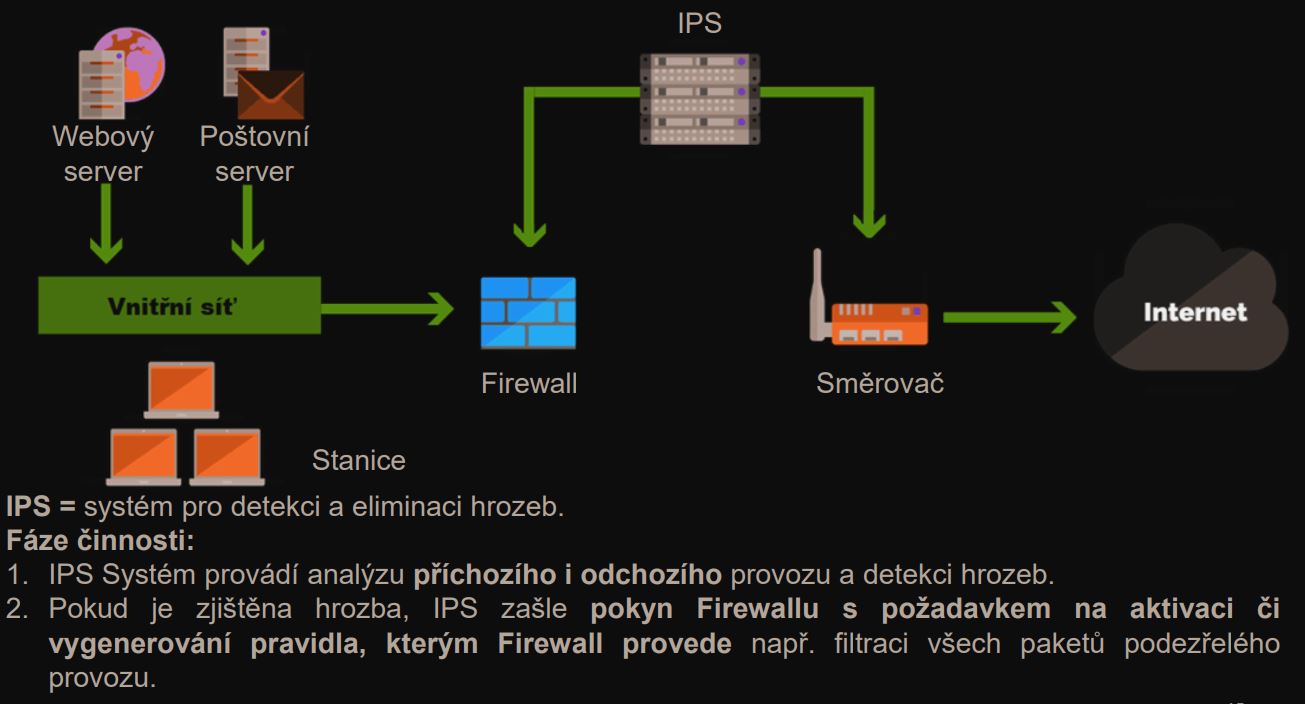 IPS
Webový
server
Poštovní
server
Vnitřní síť
Firewall
Směrovač
Internet
Stanice
IPS = systém pro detekci a eliminaci hrozeb.
Fáze činnosti:
1. IPS Systém provádí analýzu příchozího i odchozího provozu a detekci hrozeb.
2. Pokud je zjištěna hrozba, IPS zašle pokyn Firewallu s požadavkem na aktivaci či
vygenerování pravidla, kterým Firewall provede např. filtraci všech paketů podezřelého
provozu.